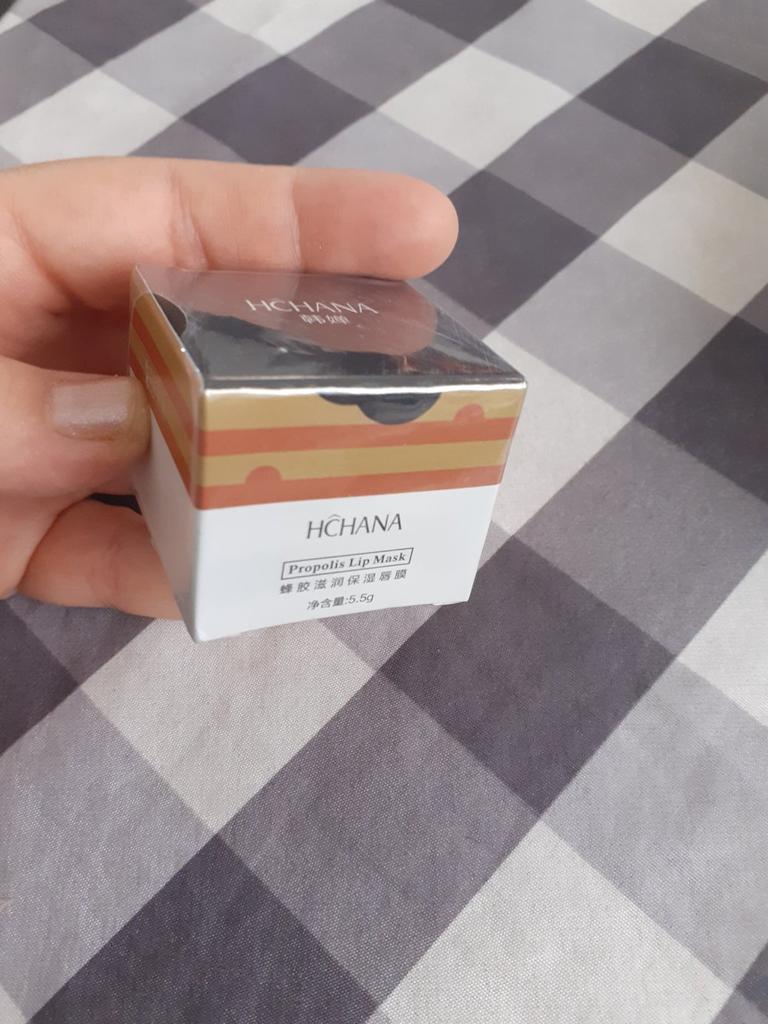 HCHANA
韩婵
HĈHANA
Propolis Lip Mask
蜂胶滋润保湿唇膜
净含量:5.5g